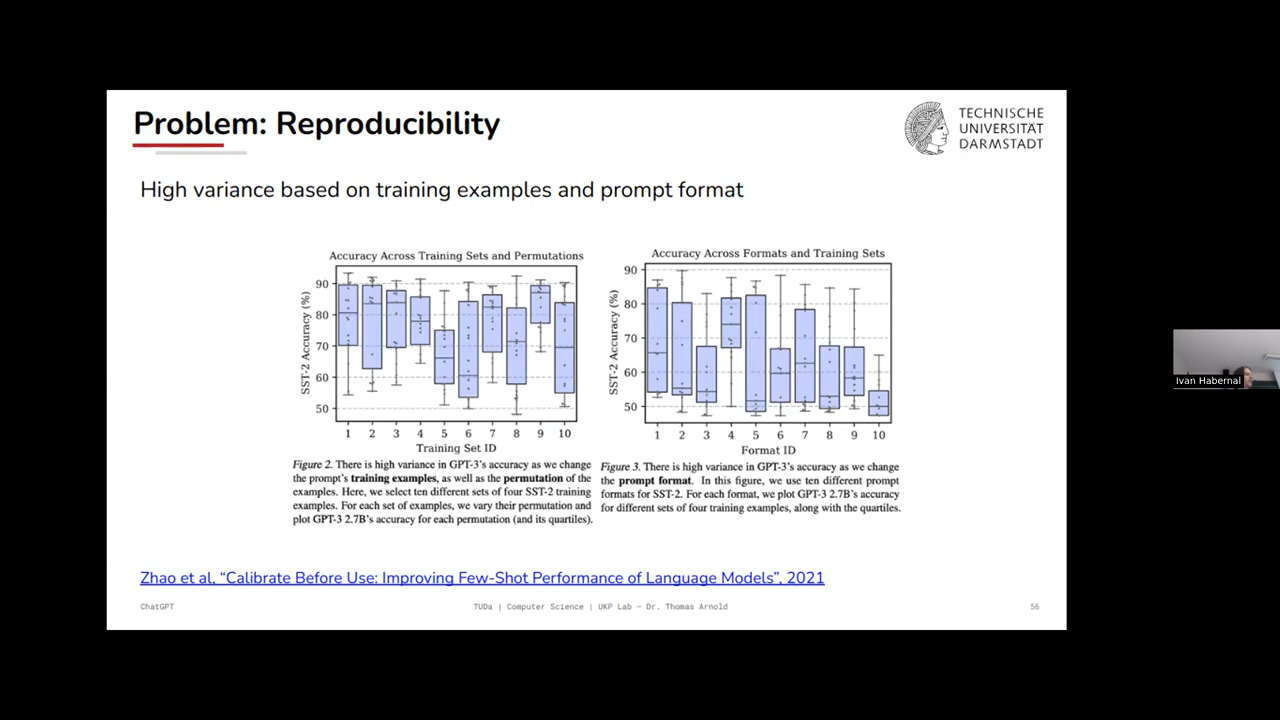 Problem: Reproducibility
TECHNISCHE
UNIVERSITÄT
DARMSTADT
High variance based on training examples and prompt format
Accuracy Across Training Sets and Permutations
SST-2 Accuracy (%)
90
80
70
60
50
1 2 3 4 5 6 7 8 9 10
Training Set ID
Figure 2. There is high variance in GPT-3's accuracy as we change
the prompt's training examples, as well as the permutation of the
examples. Here, we select ten different sets of four SST-2 training
examples. For each set of examples, we vary their permutation and
plot GPT-3 2.7B's accuracy for each permutation (and its quartiles).
Accuracy Across Formats and Training Sets
SST-2 Accuracy (%)
90
80
70
60
50
1 2 3 4 5 6 7 8 9 10
Format ID
Figure 3. There is high variance in GPT-3's accuracy as we change
the prompt format. In this figure, we use ten different prompt
formats for SST-2. For each format, we plot GPT-3 2.7B's accuracy
for different sets of four training examples, along with the quartiles.
Zhao et al, “Calibrate Before Use: Improving Few-Shot Performance of Language Models”, 2021
ChatGPT
TUDa | Computer Science | UKP Lab – Dr. Thomas Arnold
56
Ivan Habernal